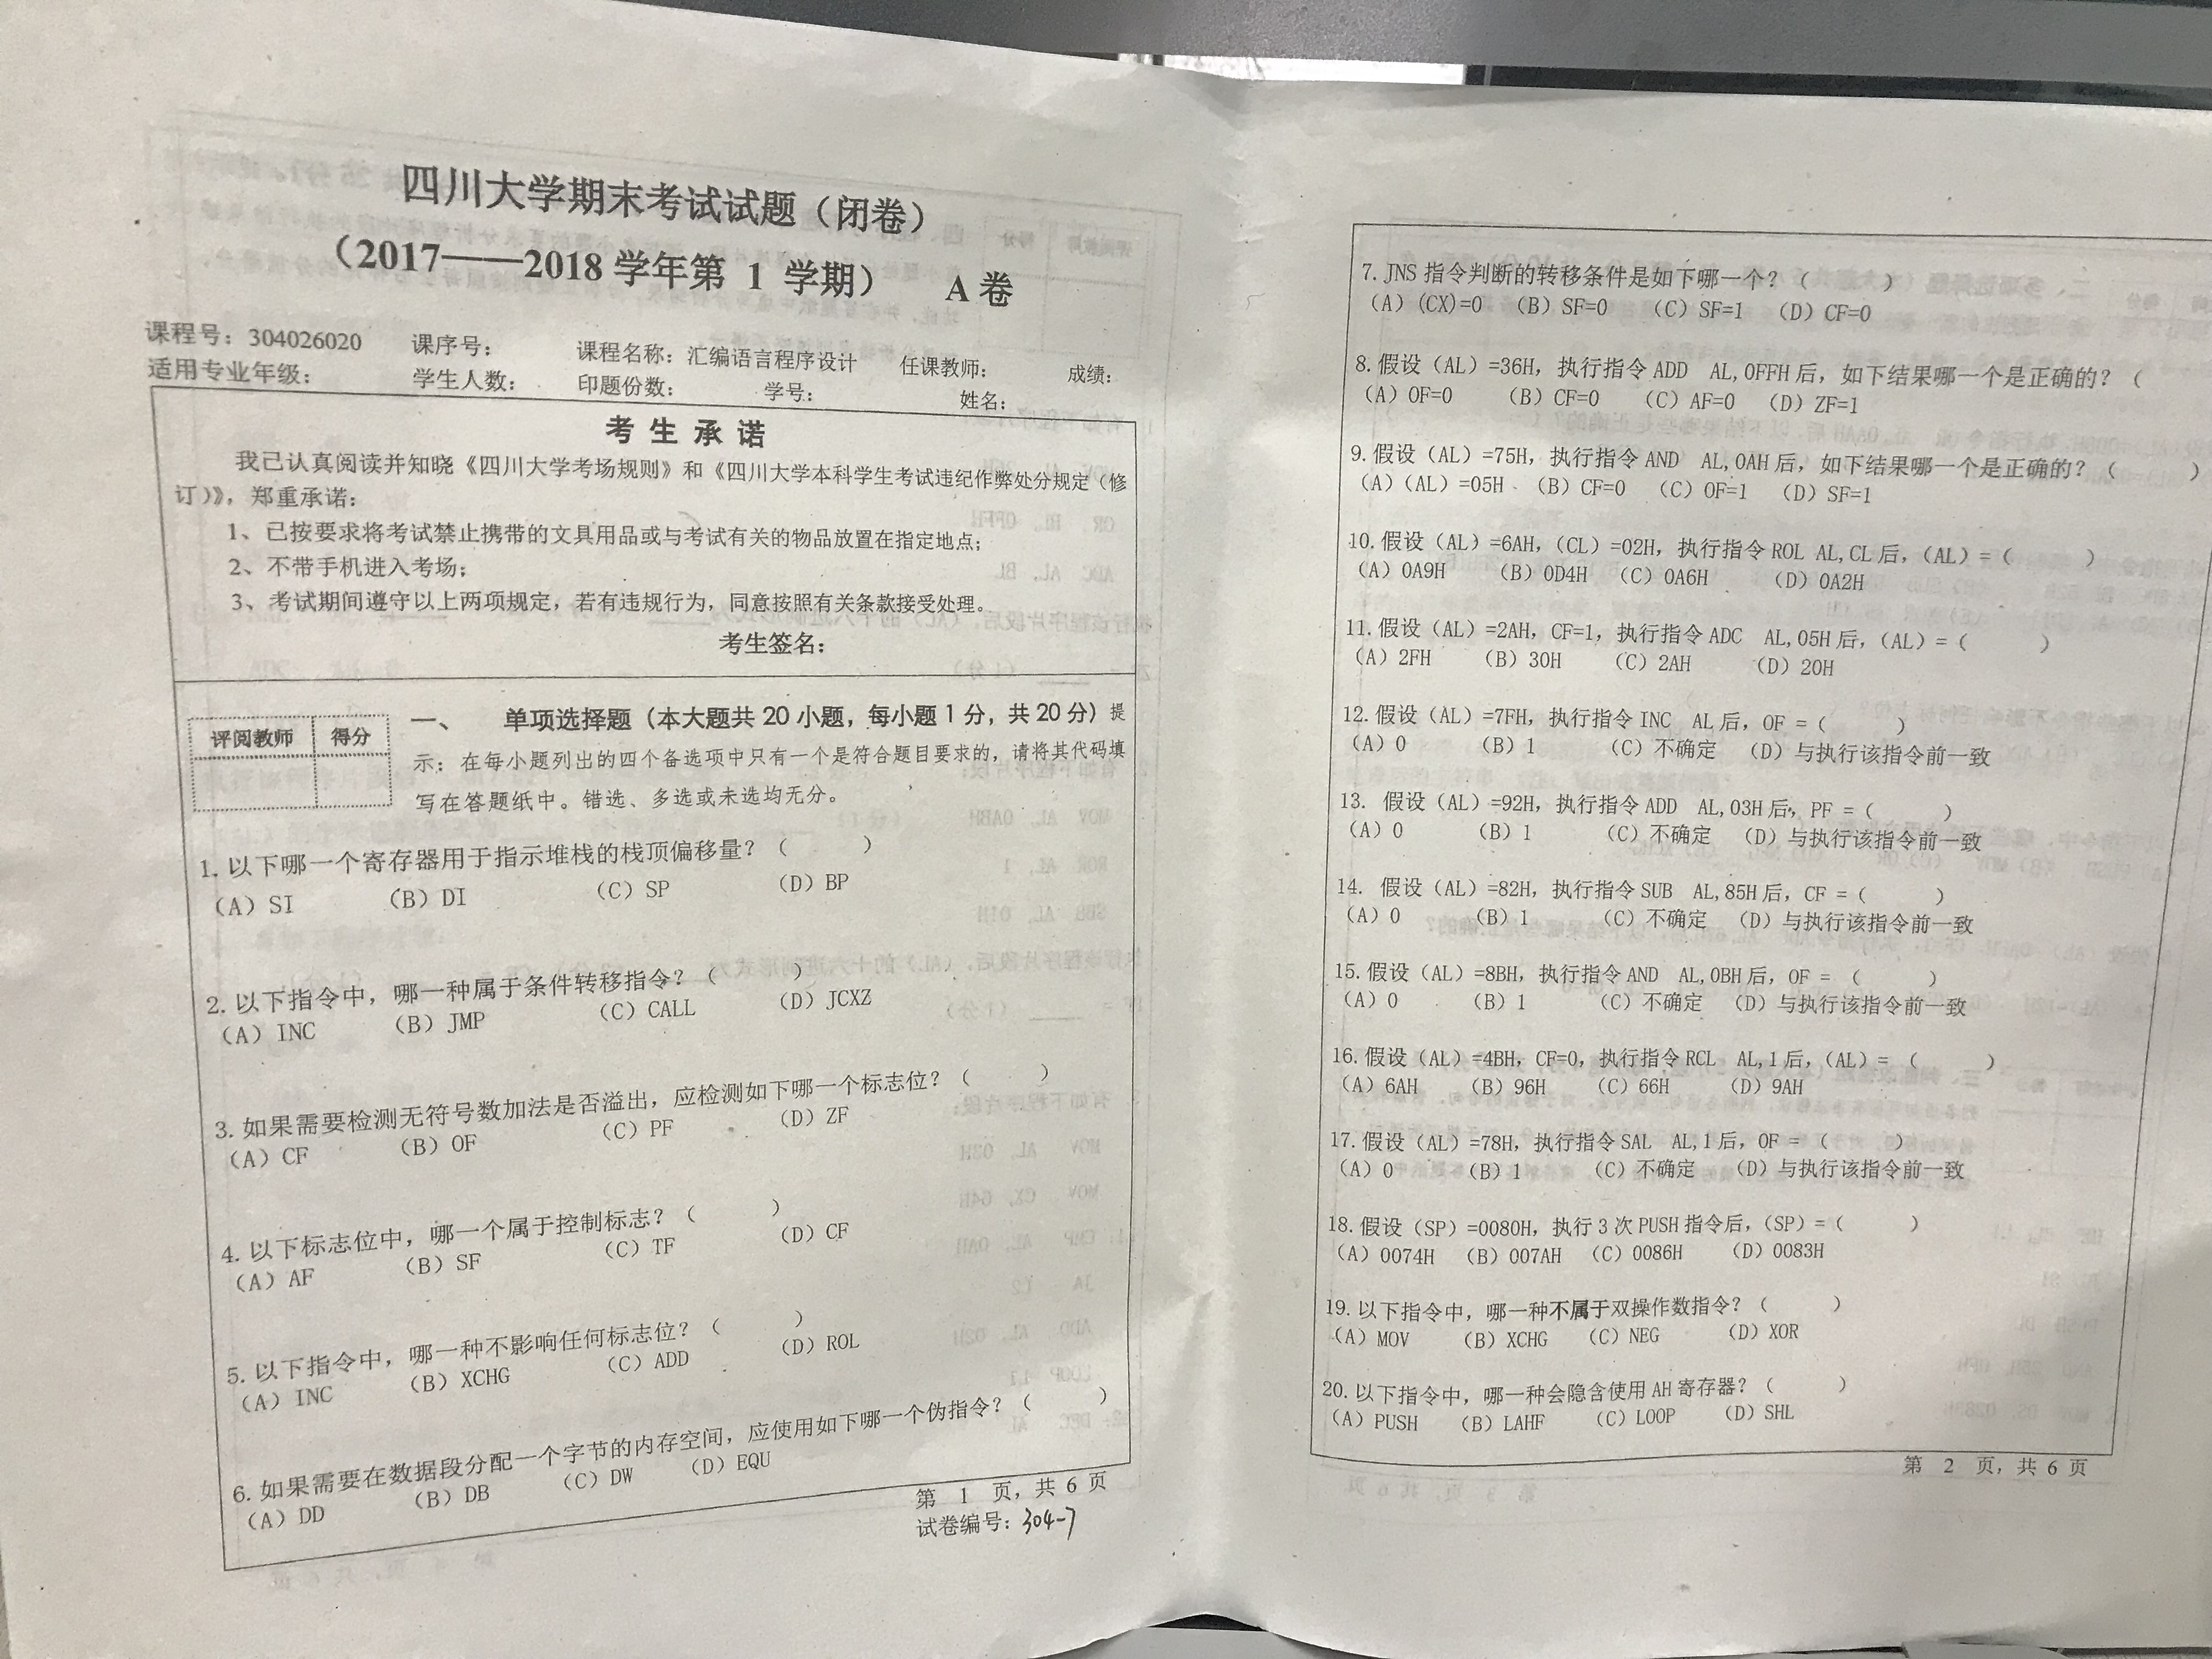 四川大学期末考试试题（闭卷）
（2017——2018 学年第 1 学期） A 卷
课程号：304026020 课序号： 课程名称：汇编语言程序设计 任课教师： 成绩：
适用专业年级： 学生人数： 印题份数： 学号： 姓名：
考 生 承 诺
我已认真阅读并知晓《四川大学考场规则》和《四川大学本科学生考试违纪作弊处分规定（修
订）》，郑重承诺：
1、已按要求将考试禁止携带的文具用品或与考试有关的物品放置在指定地点；
2、不带手机进入考场；
3、考试期间遵守以上两项规定，若有违规行为，同意按照有关条款接受处理。
考生签名：
评阅教师 得分
一、 单项选择题（本大题共 20 小题，每小题 1 分，共 20 分）提
示：在每小题列出的四个备选项中只有一个是符合题目要求的，请将其代码填
写在答题纸中。错选、多选或未选均无分。
1. 以下哪一个寄存器用于指示堆栈的栈顶偏移量？（ ）
（A）SI （B）DI （C）SP （D）BP
2. 以下指令中，哪一种属于条件转移指令？（ ）
（A）INC （B）JMP （C）CALL （D）JCXZ
3. 如果需要检测无符号数加法是否溢出，应检测如下哪一个标志位？（ ）
（A）CF （B）OF （C）PF （D）ZF
4. 以下标志位中，哪一个属于控制标志？（ ）
（A）AF （B）SF （C）TF （D）CF
5. 以下指令中，哪一种不影响任何标志位？（ ）
（A）INC （B）XCHG （C）ADD （D）ROL
6. 如果需要在数据段分配一个字节的内存空间，应使用如下哪一个伪指令？（ ）
（A）DD （B）DB （C）DW （D）EQU
第 1 页，共 6 页
试卷编号：304-7
7. JNS 指令判断的转移条件是如下哪一个？（ ）
（A）(CX)=0 （B）SF=0 （C）SF=1 （D）CF=0
8. 假设（AL）=36H，执行指令 ADD AL,0FFH 后，如下结果哪一个是正确的？（
（A）OF=0 （B）CF=0 （C）AF=0 （D）ZF=1
9. 假设（AL）=75H，执行指令 AND AL,0AH 后，如下结果哪一个是正确的？（ ）
（A）（AL）=05H （B）CF=0 （C）OF=1 （D）SF=1
10. 假设（AL）=6AH，（CL）=02H，执行指令 ROL AL,CL 后，（AL）=（ ）
（A）0A9H （B）0D4H （C）0A6H （D）0A2H
11. 假设（AL）=2AH，CF=1，执行指令 ADC AL,05H 后，（AL）=（ ）
（A）2FH （B）30H （C）2AH （D）20H
12. 假设（AL）=7FH，执行指令 INC AL 后，OF =（ ）
（A）0 （B）1 （C）不确定 （D）与执行该指令前一致
13. 假设（AL）=92H，执行指令 ADD AL,03H 后，PF =（ ）
（A）0 （B）1 （C）不确定 （D）与执行该指令前一致
14. 假设（AL）=82H，执行指令 SUB AL,85H 后，CF =（ ）
（A）0 （B）1 （C）不确定 （D）与执行该指令前一致
15. 假设（AL）=8BH，执行指令 AND AL,0BH 后，OF = （ ）
（A）0 （B）1 （C）不确定 （D）与执行该指令前一致
16. 假设（AL）=4BH，CF=0，执行指令 RCL AL,1 后，（AL）= （ ）
（A）6AH （B）96H （C）66H （D）9AH
17. 假设（AL）=78H，执行指令 SAL AL,1 后，OF = （ ）
（A）0 （B）1 （C）不确定 （D）与执行该指令前一致
18. 假设（SP）=0080H，执行 3 次 PUSH 指令后，（SP）=（ ）
（A）0074H （B）007AH （C）0086H （D）0083H
19. 以下指令中，哪一种不属于双操作数指令？（ ）
（A）MOV （B）XCHG （C）NEG （D）XOR
20. 以下指令中，哪一种会隐含使用 AH 寄存器？（ ）
（A）PUSH （B）LAHF （C）LOOP （D）SHL
第 2 页，共 6 页